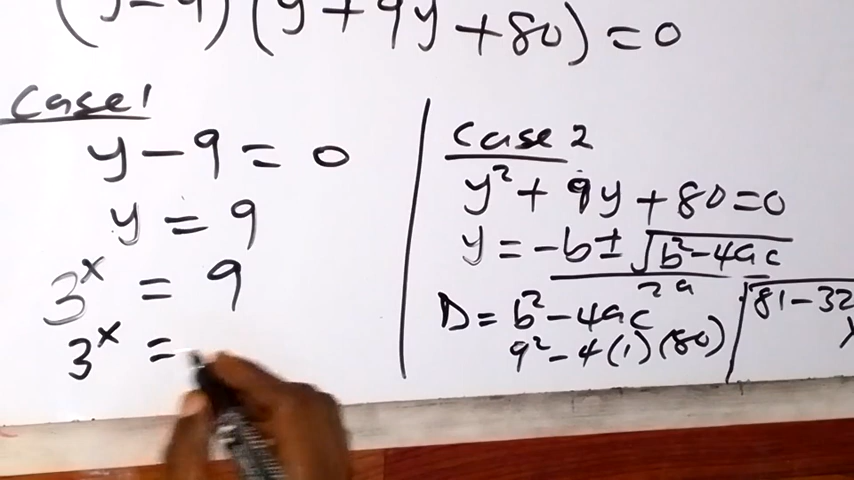 (y-9)(y+9y+80)=0
Case 1
y-9=0
y=9
3ˣ=9
3ˣ=
Case 2
y²+9y+80=0
y=-b±√b²-4ac
2a
D=b²-4ac
9²-4(1)(80)
√81-32